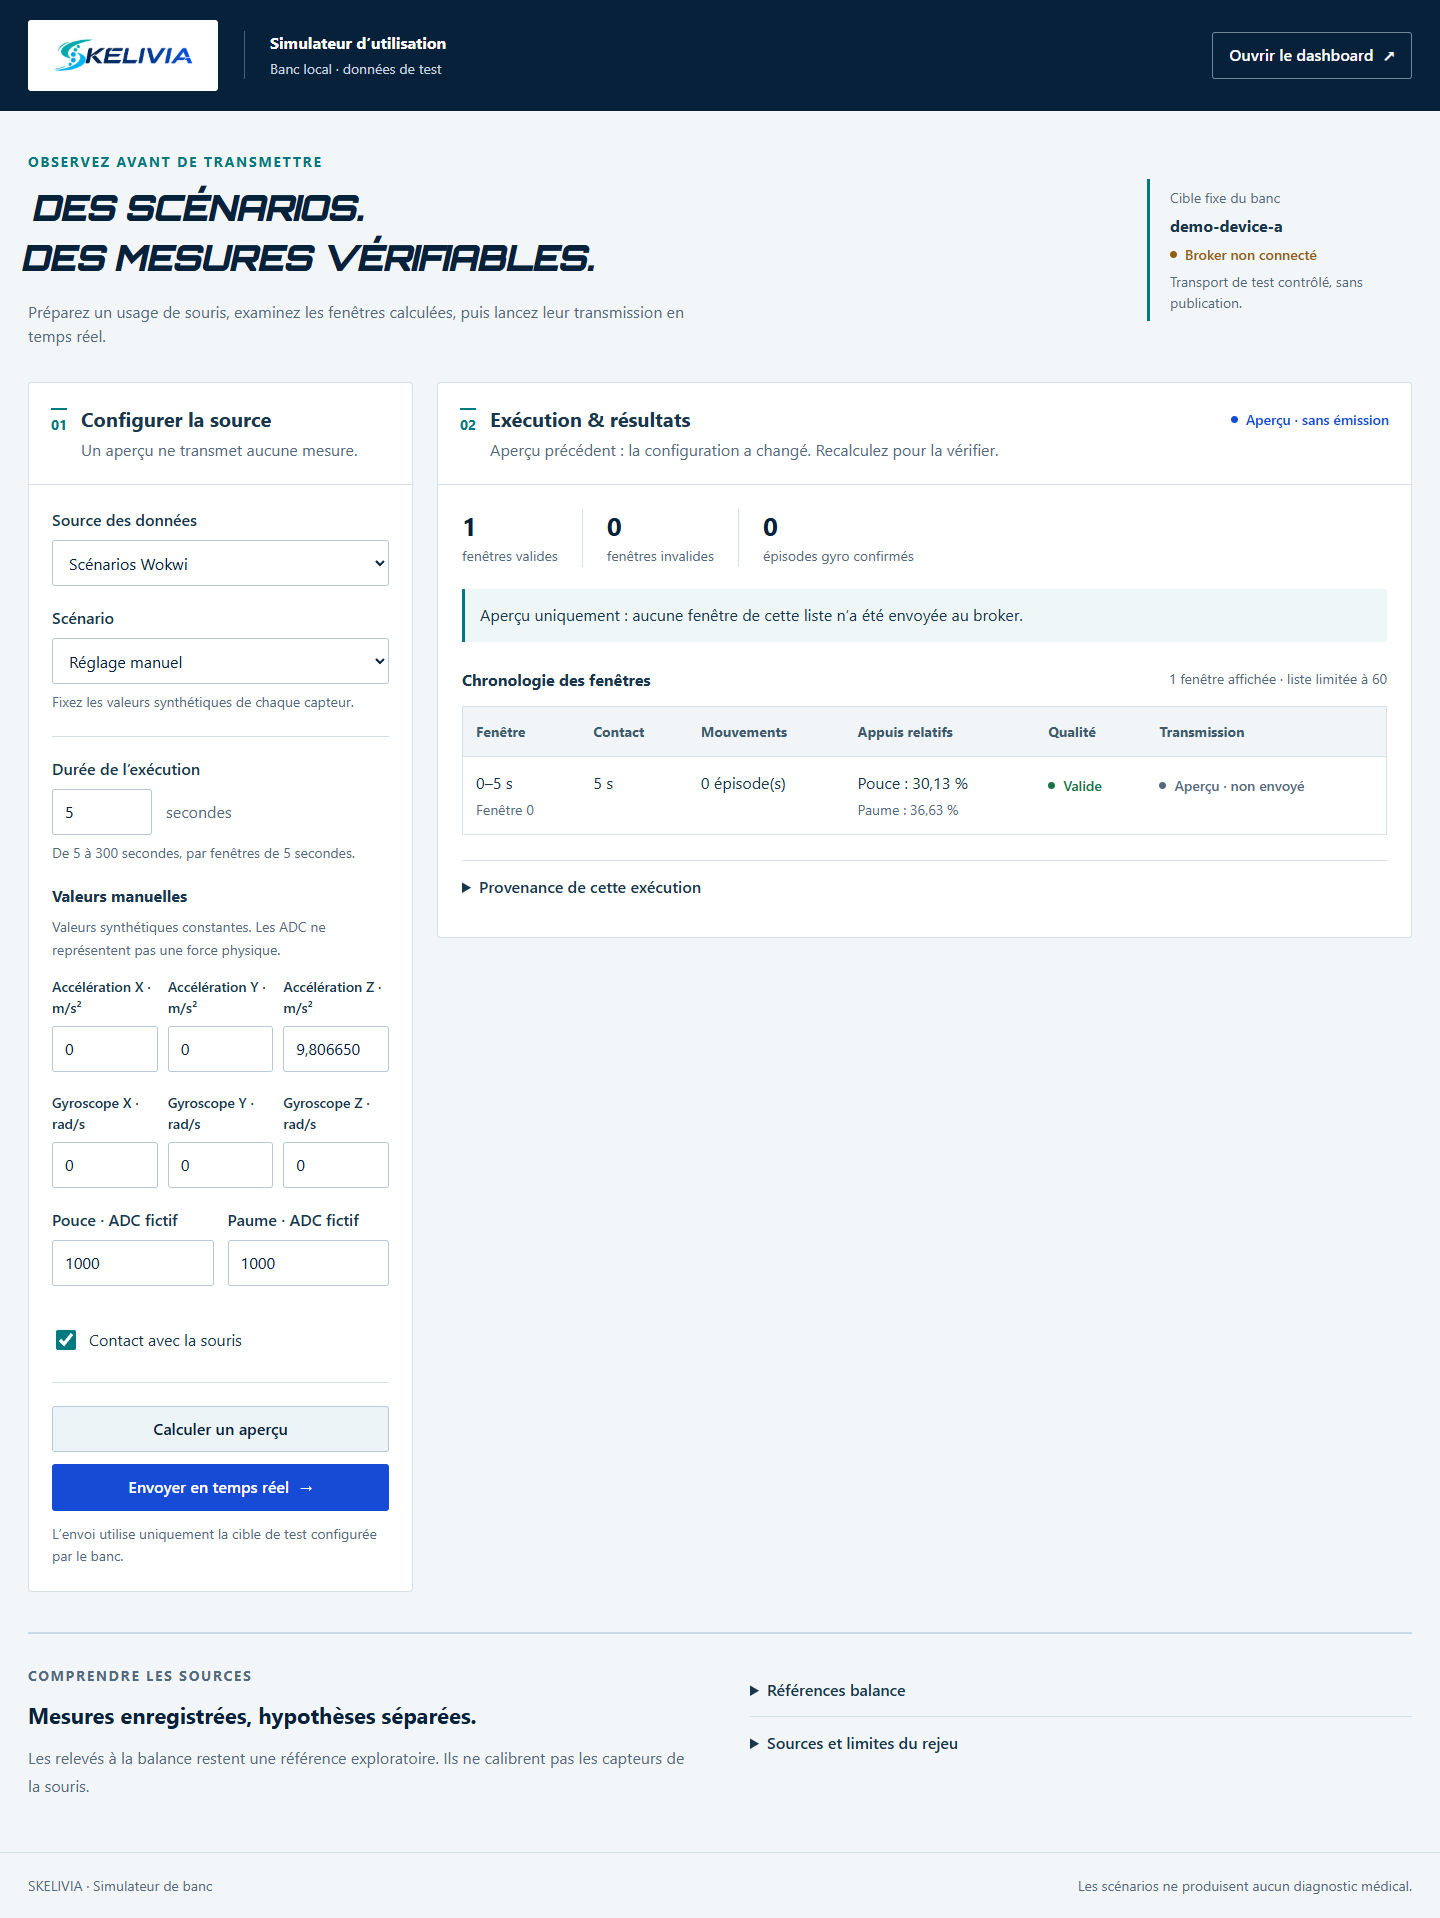 SKELIVIA
Simulateur d’utilisation
Banc local · données de test
Ouvrir le dashboard ↗
OBSERVEZ AVANT DE TRANSMETTRE
DES SCÉNARIOS.
DES MESURES VÉRIFIABLES.
Préparez un usage de souris, examinez les fenêtres calculées, puis lancez leur transmission en
temps réel.
Cible fixe du banc
demo-device-a
Broker non connecté
Transport de test contrôlé, sans
publication.
01 Configurer la source
Un aperçu ne transmet aucune mesure.
Source des données
Scénarios Wokwi
Scénario
Réglage manuel
Fixez les valeurs synthétiques de chaque capteur.
Durée de l’exécution
5 secondes
De 5 à 300 secondes, par fenêtres de 5 secondes.
Valeurs manuelles
Valeurs synthétiques constantes. Les ADC ne
représentent pas une force physique.
Accélération X · m/s²
Accélération Y · m/s²
Accélération Z · m/s²
0 0 9,806650
Gyroscope X · rad/s
Gyroscope Y · rad/s
Gyroscope Z · rad/s
0 0 0
Pouce · ADC fictif Paume · ADC fictif
1000 1000
Contact avec la souris
Calculer un aperçu
Envoyer en temps réel →
L’envoi utilise uniquement la cible de test configurée
par le banc.
02 Exécution & résultats
Aperçu · sans émission
Aperçu précédent : la configuration a changé. Recalculez pour la vérifier.
1 0 0
fenêtres valides fenêtres invalides épisodes gyro confirmés
Aperçu uniquement : aucune fenêtre de cette liste n’a été envoyée au broker.
Chronologie des fenêtres
1 fenêtre affichée · liste limitée à 60
Fenêtre Contact Mouvements Appuis relatifs Qualité Transmission
0–5 s 5 s 0 épisode(s) Pouce : 30,13 % Valide Aperçu · non envoyé
Fenêtre 0 Paume : 36,63 %
Provenance de cette exécution
COMPRENDRE LES SOURCES
Mesures enregistrées, hypothèses séparées.
Les relevés à la balance restent une référence exploratoire. Ils ne calibrent pas les capteurs de
la souris.
Références balance
Sources et limites du rejeu
SKELIVIA · Simulateur de banc
Les scénarios ne produisent aucun diagnostic médical.